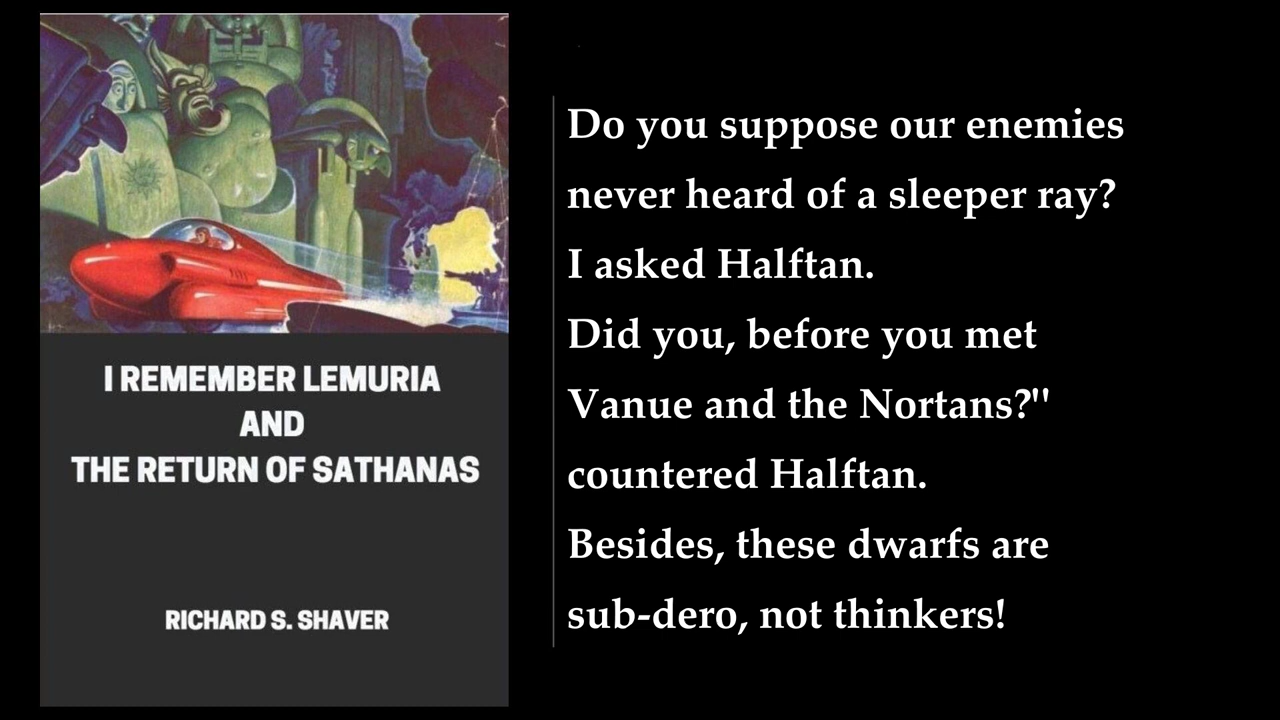 I REMEMBER LEMURIA
AND
THE RETURN OF SATHANAS
RICHARD S. SHAVER
Do you suppose our enemies
never heard of a sleeper ray?
I asked Halftan.
Did you, before you met
Vanue and the Nortans?"
countered Halftan.
Besides, these dwarfs are
sub-dero, not thinkers!